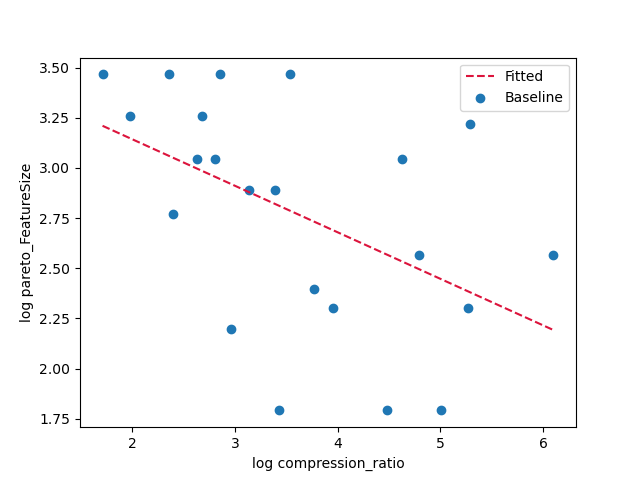 3.50
3.25
3.00
2.75
2.50
2.25
2.00
1.75
log pareto_FeatureSize
Fitted
Baseline
2 3 4 5 6
log compression_ratio